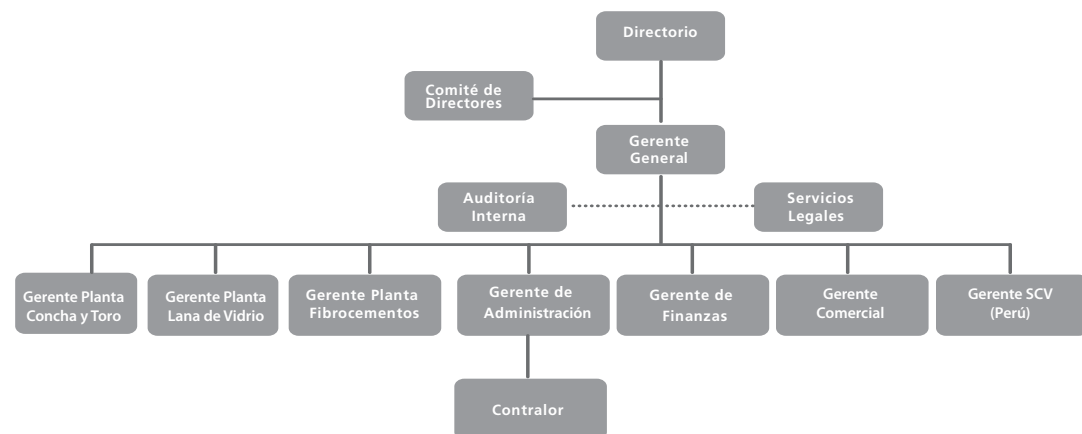 Directorio
Comité de
Directores
Gerente
General
Auditoría
Interna
Servicios
Legales
Gerente Planta
Concha y Toro
Gerente Planta
Lana de Vidrio
Gerente Planta
Fibrocementos
Gerente de
Administración
Gerente de
Finanzas
Gerente
Comercial
Gerente SCV
(Perú)
Contralor